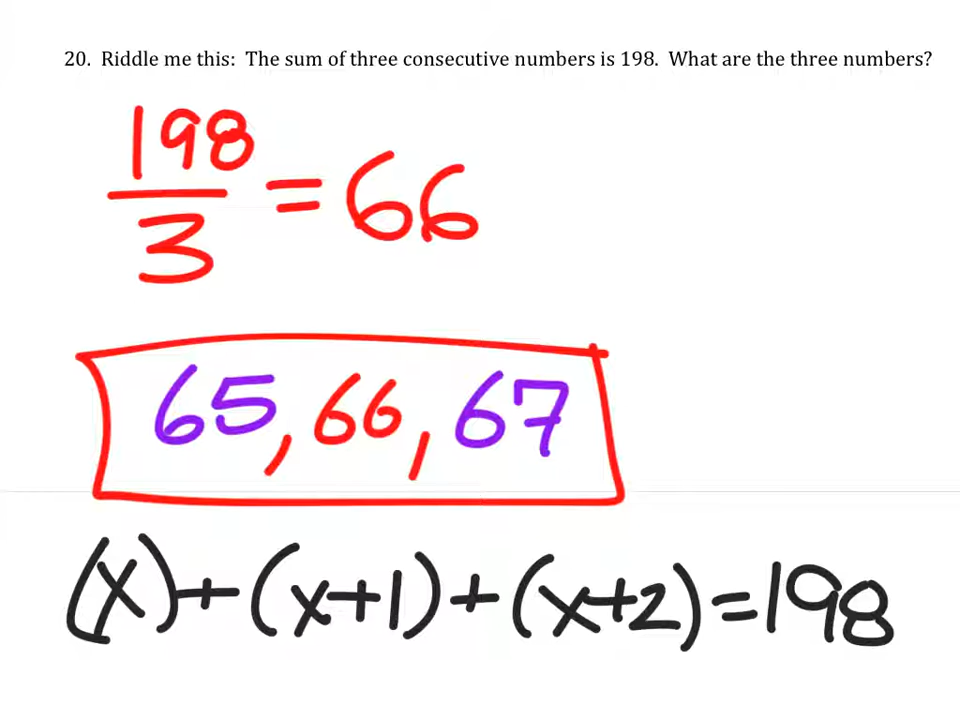 20. Riddle me this: The sum of three consecutive numbers is 198. What are the three numbers?
198
3
= 66
65, 66, 67
(x)+(x+1)+(x+2)=198